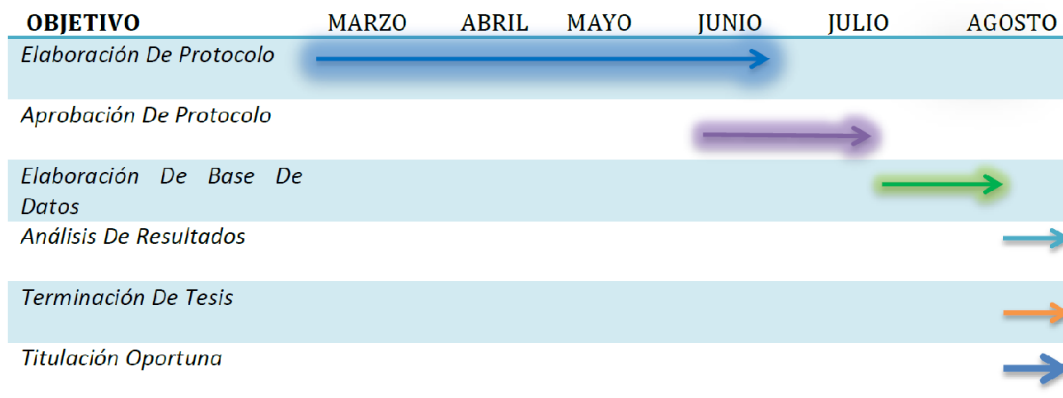 OBJETIVO MARZO ABRIL MAYO JUNIO JULIO AGOSTO
Elaboración De Protocolo
Aprobación De Protocolo
Elaboración De Base De
Datos
Análisis De Resultados
Terminación De Tesis
Titulación Oportuna